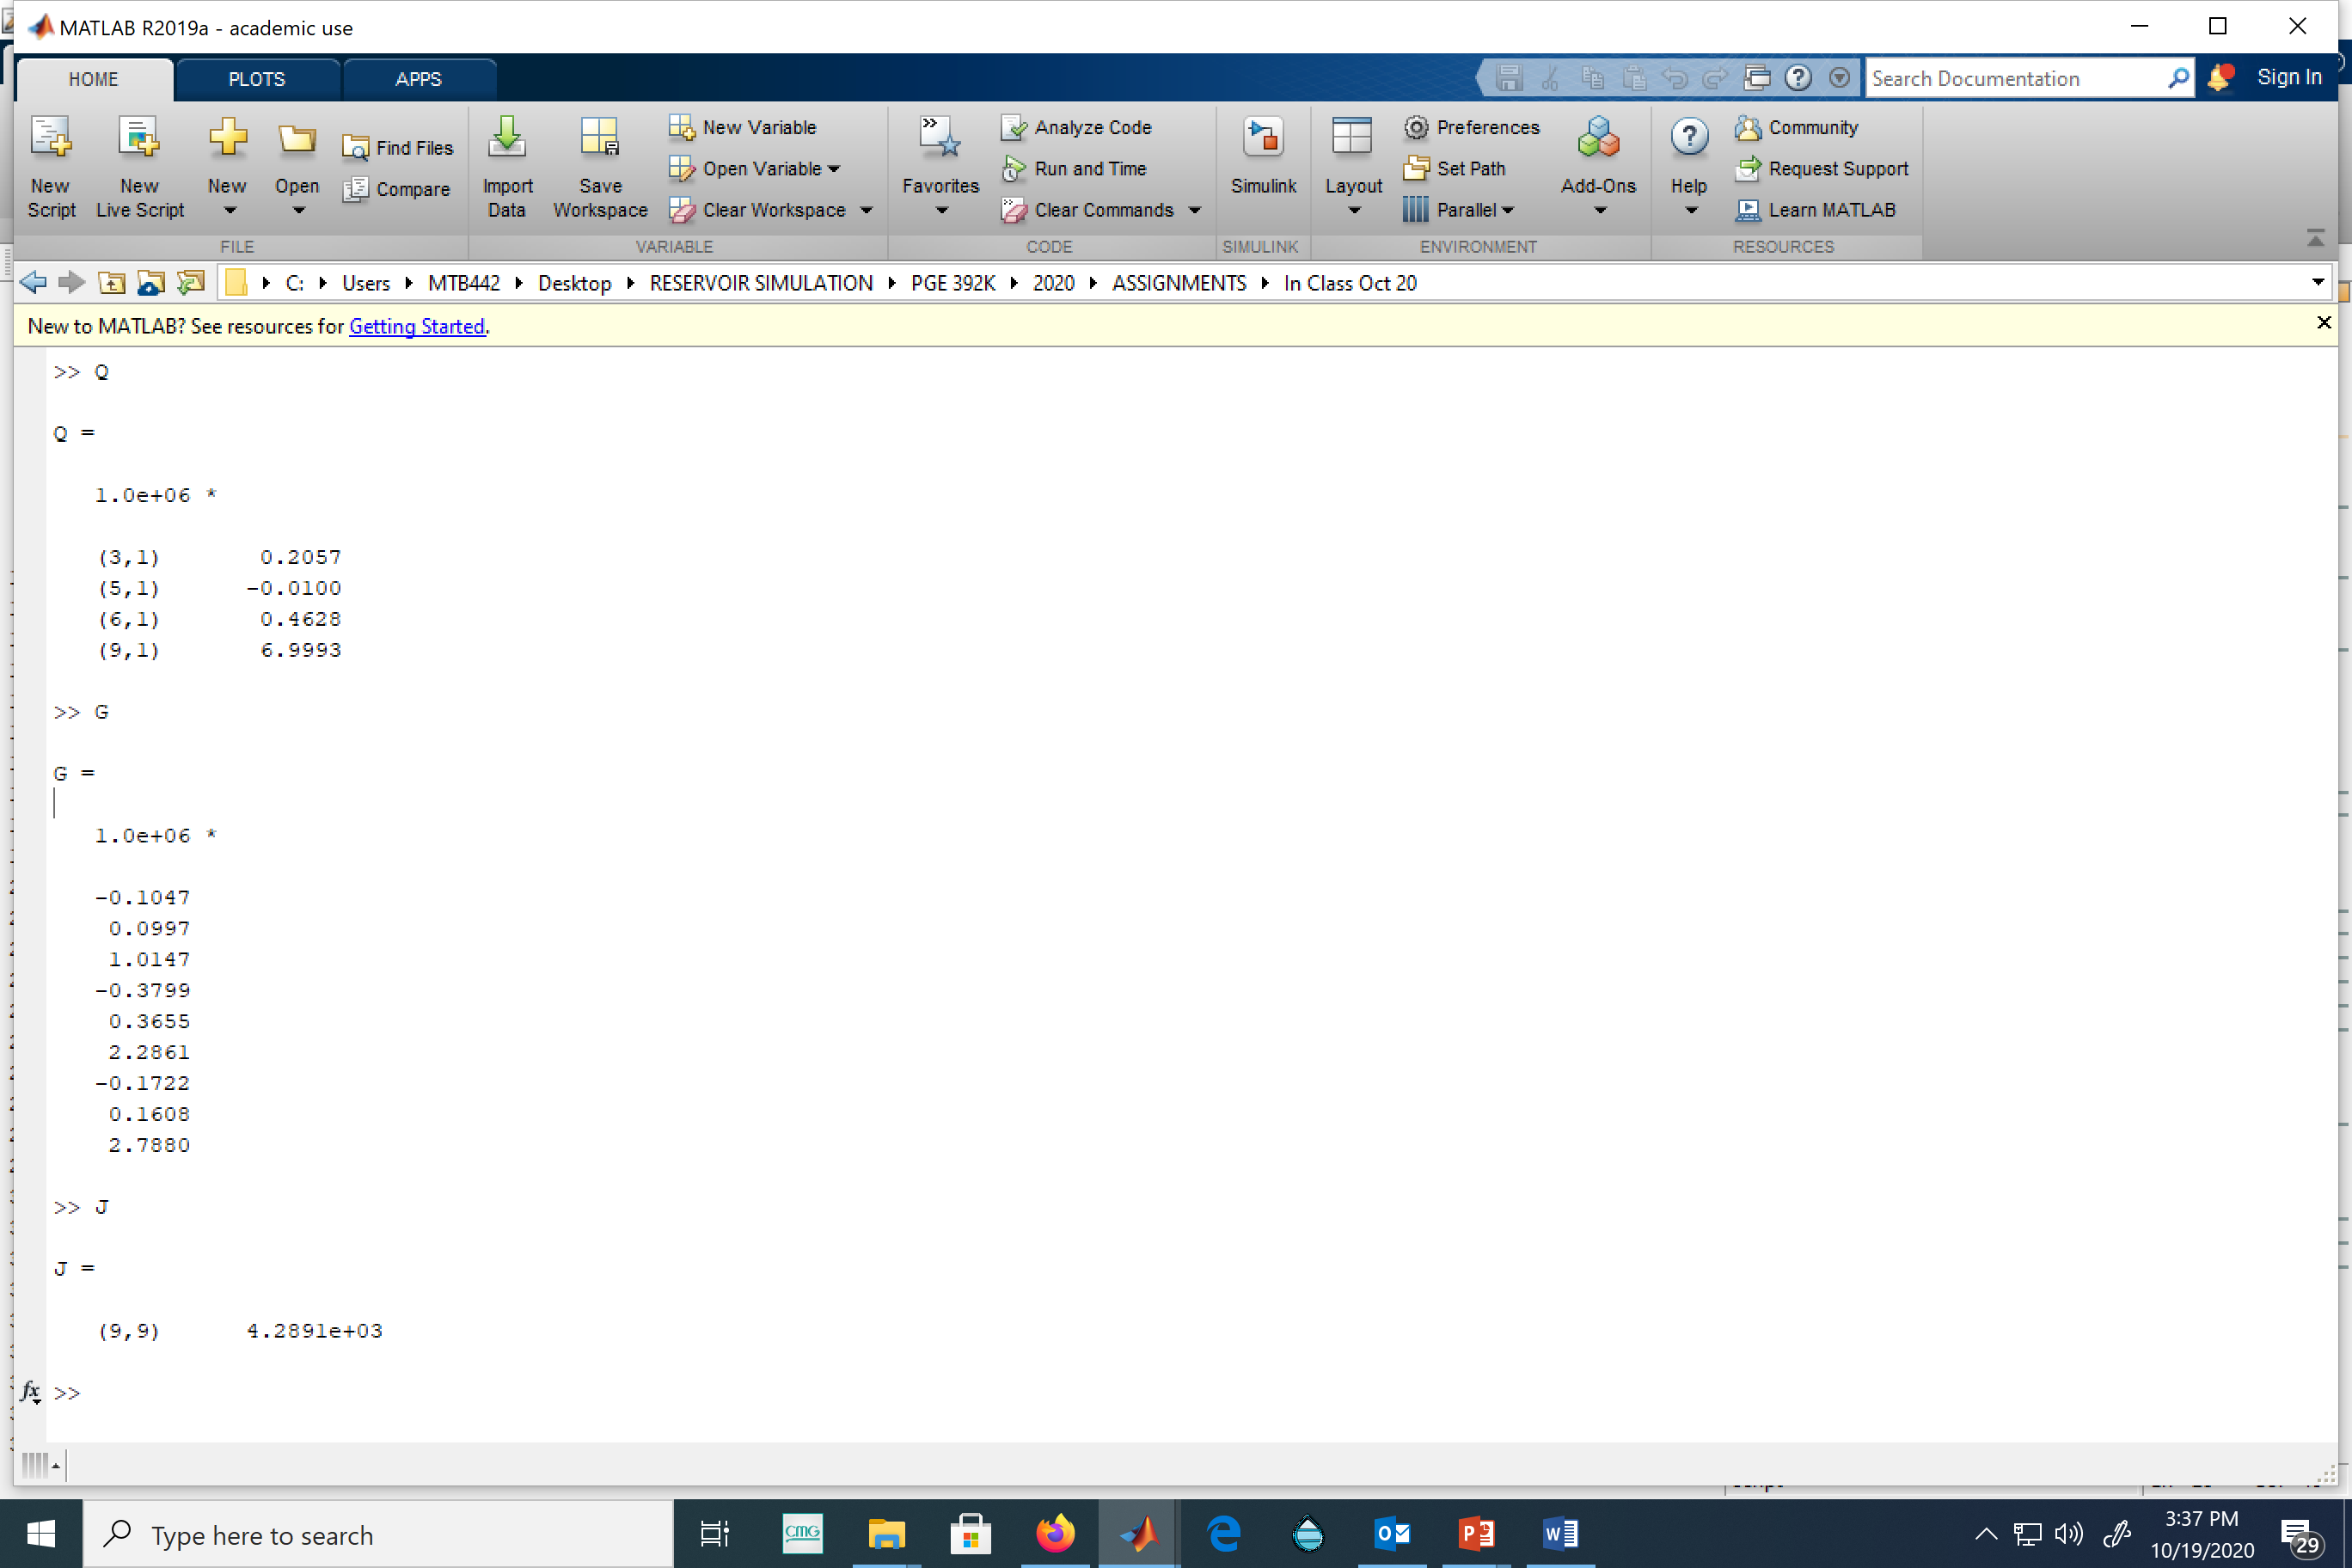 MATLAB R2019a - academic use
HOME PLOTS APPS
Search Documentation Sign In
New Script New Live Script New Open Find Files Compare
Import Data Save Workspace New Variable Open Variable Clear Workspace
Favorites Analyze Code Run and Time Clear Commands
Simulink Layout Preferences Set Path Parallel Add-Ons
Help Community Request Support Learn MATLAB
FILE VARIABLE CODE SIMULINK ENVIRONMENT RESOURCES
C: Users MTB442 Desktop RESERVOIR SIMULATION PGE 392K 2020 ASSIGNMENTS In Class Oct 20
New to MATLAB? See resources for Getting Started.
>> Q
Q =
1.0e+06 *
(3,1) 0.2057
(5,1) -0.0100
(6,1) 0.4628
(9,1) 6.9993
>> G
G =
1.0e+06 *
-0.1047
0.0997
1.0147
-0.3799
0.3655
2.2861
-0.1722
0.1608
2.7880
>> J
J =
(9,9) 4.2891e+03
fx >>
Type here to search
CMG
3:37 PM
10/19/2020
29